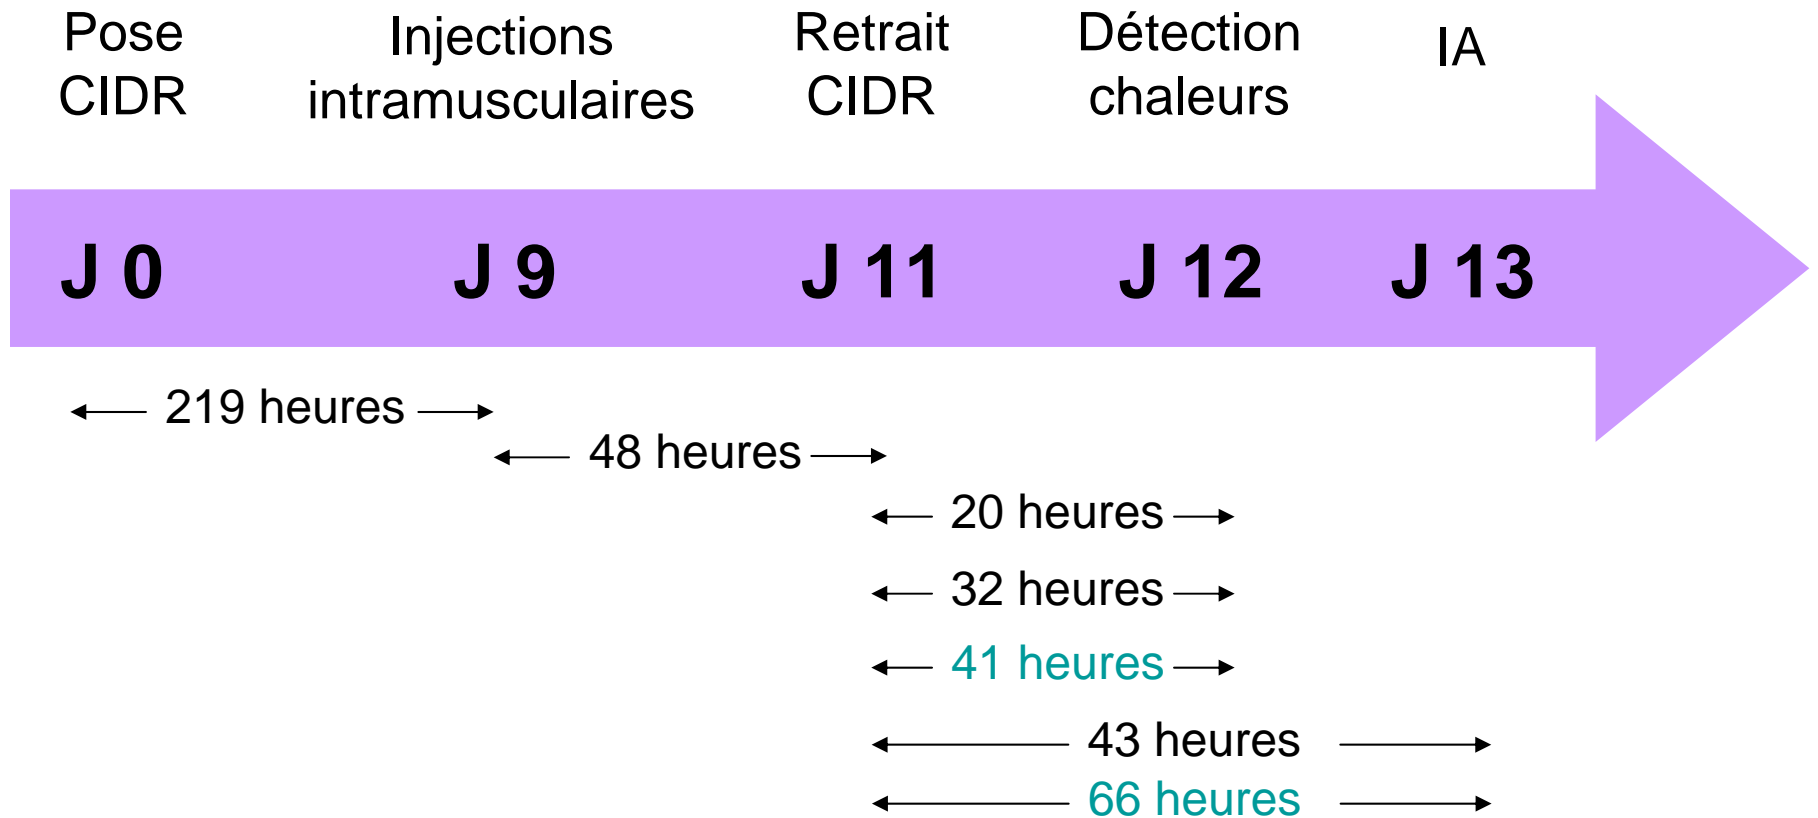 Pose
CIDR
Injections
intramusculaires
Retrait
CIDR
Détection
chaleurs
IA
J 0
J 9
J 11
J 12
J 13
219 heures
48 heures
20 heures
32 heures
41 heures
43 heures
66 heures